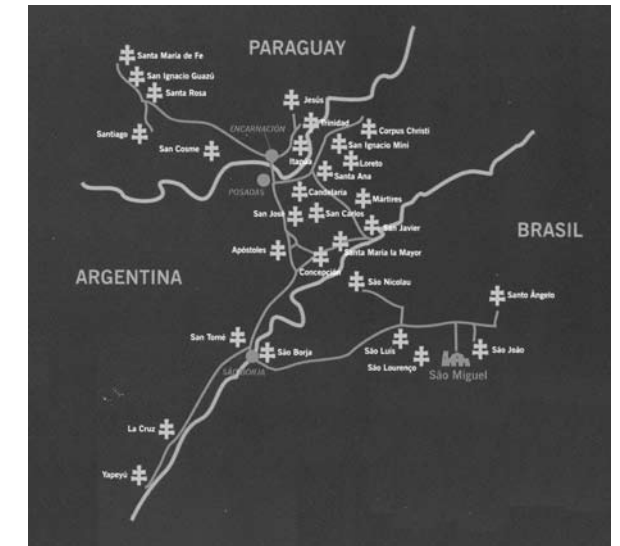 PARAGUAY
Santa María de Fe
San Ignacio Guazú
Santa Rosa
Jesús
Trinidad
Corpus Christi
Santiago
ENCARNACIÓN
San Cosme
Itapúa
San Ignacio Miní
Loreto
Santa Ana
POSADAS
Candelaria
Mártires
San José
San Carlos
San Javier
BRASIL
Apóstoles
Santa María la Mayor
Concepción
ARGENTINA
São Nicolau
Santo Ângelo
San Tomé
São Borja
São Luís
São João
São Lourenço
SÃO BORJA
São Miguel
La Cruz
Yapeyú